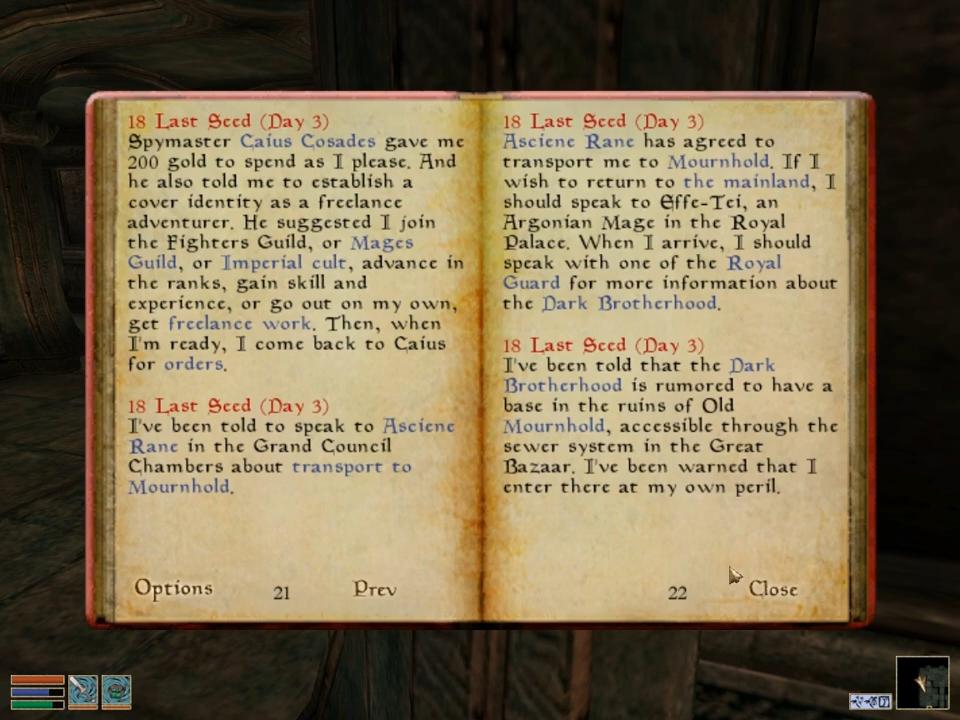 18 Last Seed (Day 3)
Spymaster Caius Cosades gave me
200 gold to spend as I please. And
he also told me to establish a
cover identity as a freelance
adventurer. He suggested I join
the Fighters Guild, or Mages
Guild, or Imperial cult, advance in
the ranks, gain skill and
experience, or go out on my own,
get freelance work. Then, when
I'm ready, I come back to Caius
for orders.
18 Last Seed (Day 3)
I've been told to speak to Asciene
Rane in the Grand Council
Chambers about transport to
Mournhold.
Options
21
Prev
18 Last Seed (Day 3)
Asciene Rane has agreed to
transport me to Mournhold. If I
wish to return to the mainland, I
should speak to Effe-Tei, an
Argonian Mage in the Royal
Palace. When I arrive, I should
speak with one of the Royal
Guard for more information about
the Dark Brotherhood.
18 Last Seed (Day 3)
I've been told that the Dark
Brotherhood is rumored to have a
base in the ruins of Old
Mournhold, accessible through the
sewer system in the Great
Bazaar. I've been warned that I
enter there at my own peril.
22
Close